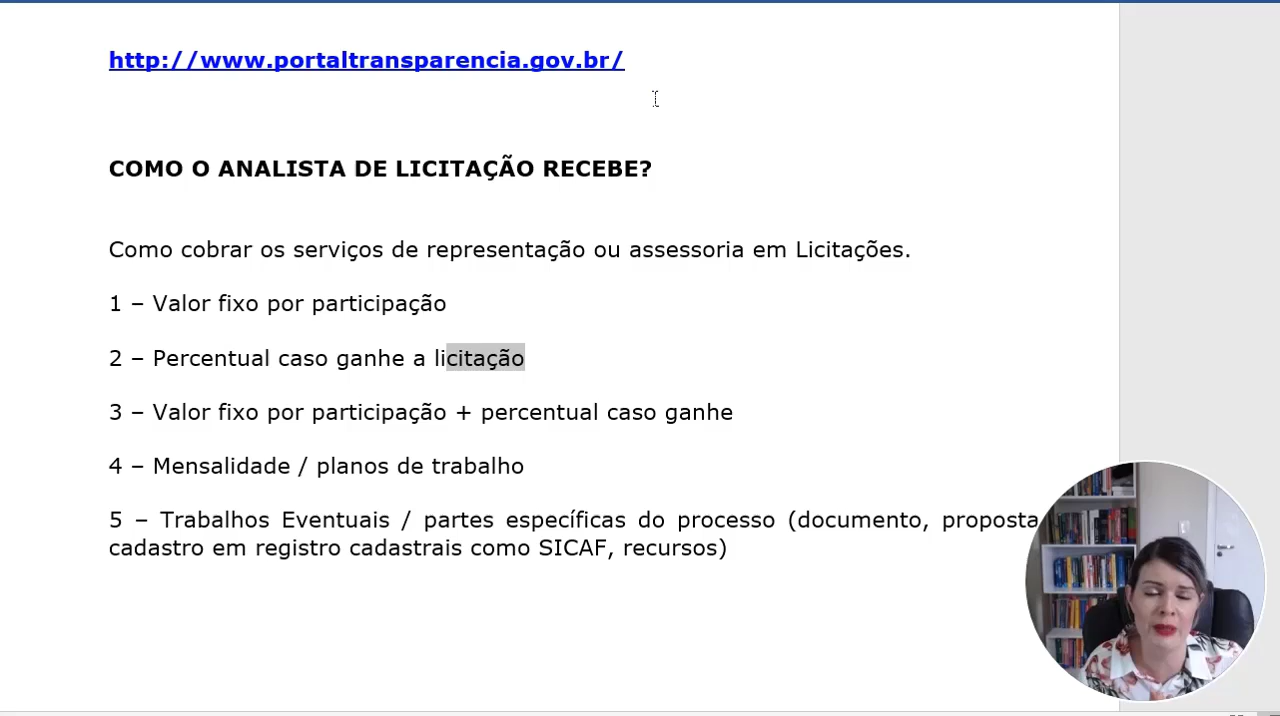 http://www.portaltransparencia.gov.br/
COMO O ANALISTA DE LICITAÇÃO RECEBE?
Como cobrar os serviços de representação ou assessoria em Licitações.
1 – Valor fixo por participação
2 – Percentual caso ganhe a licitação
3 – Valor fixo por participação + percentual caso ganhe
4 – Mensalidade / planos de trabalho
5 – Trabalhos Eventuais / partes específicas do processo (documento, proposta
cadastro em registro cadastrais como SICAF, recursos)